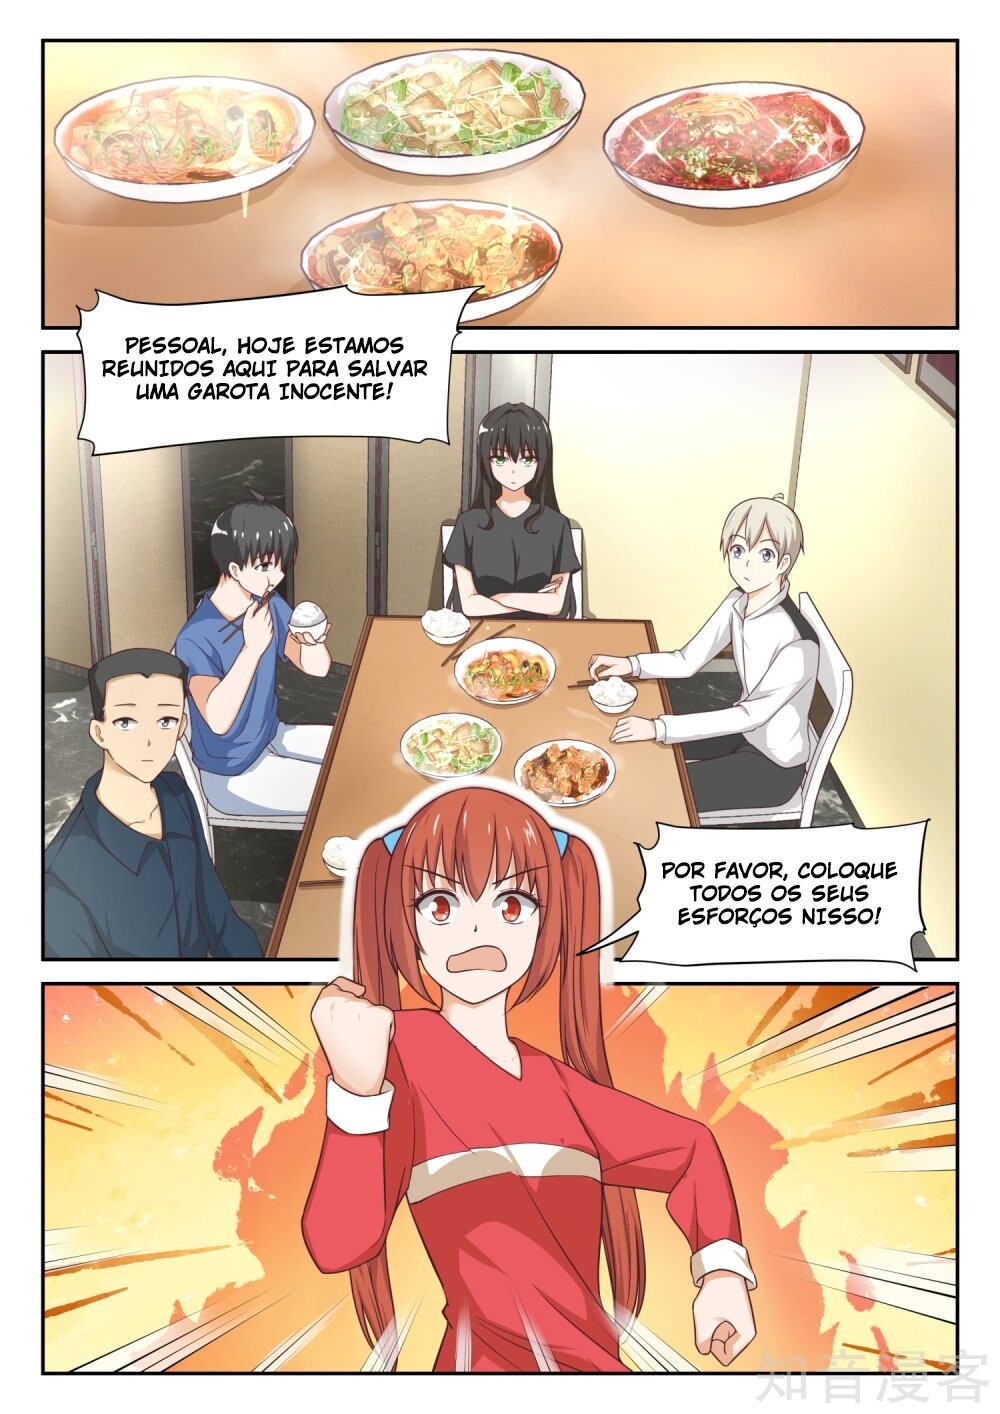 PESSOAL, HOJE ESTAMOS
REUNIDOS AQUI PARA SALVAR
UMA GAROTA INOCENTE!
POR FAVOR, COLOQUE
TODOS OS SEUS
ESFORÇOS NISSO!
知音漫客